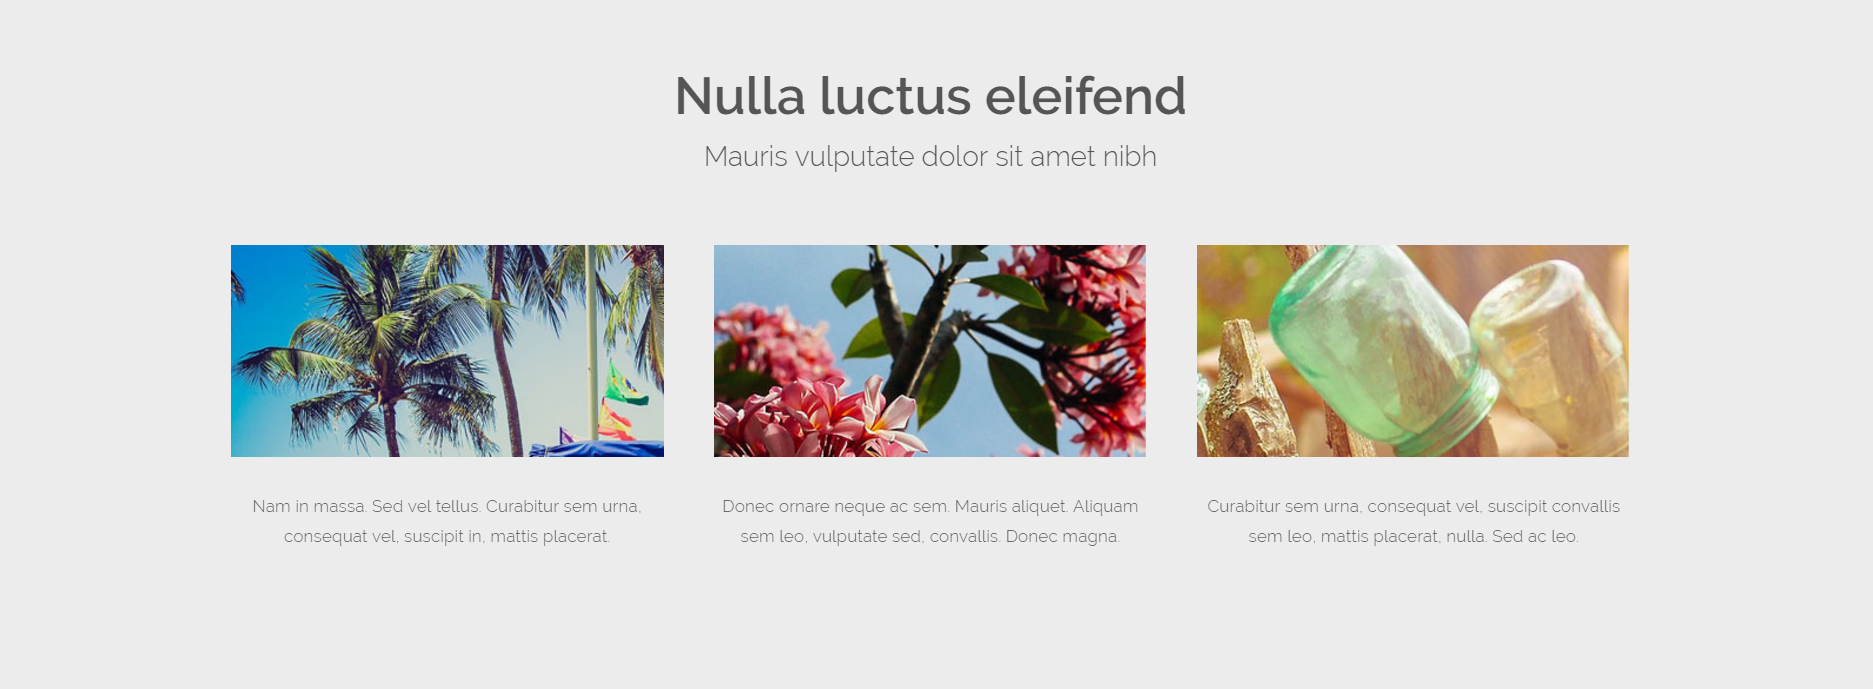 Nulla luctus eleifend
Mauris vulputate dolor sit amet nibh
Nam in massa. Sed vel tellus. Curabitur sem urna,
consequat vel, suscipit in, mattis placerat.
Donec ornare neque ac sem. Mauris aliquet. Aliquam
sem leo, vulputate sed, convallis. Donec magna.
Curabitur sem urna, consequat vel, suscipit convallis
sem leo, mattis placerat, nulla. Sed ac leo.